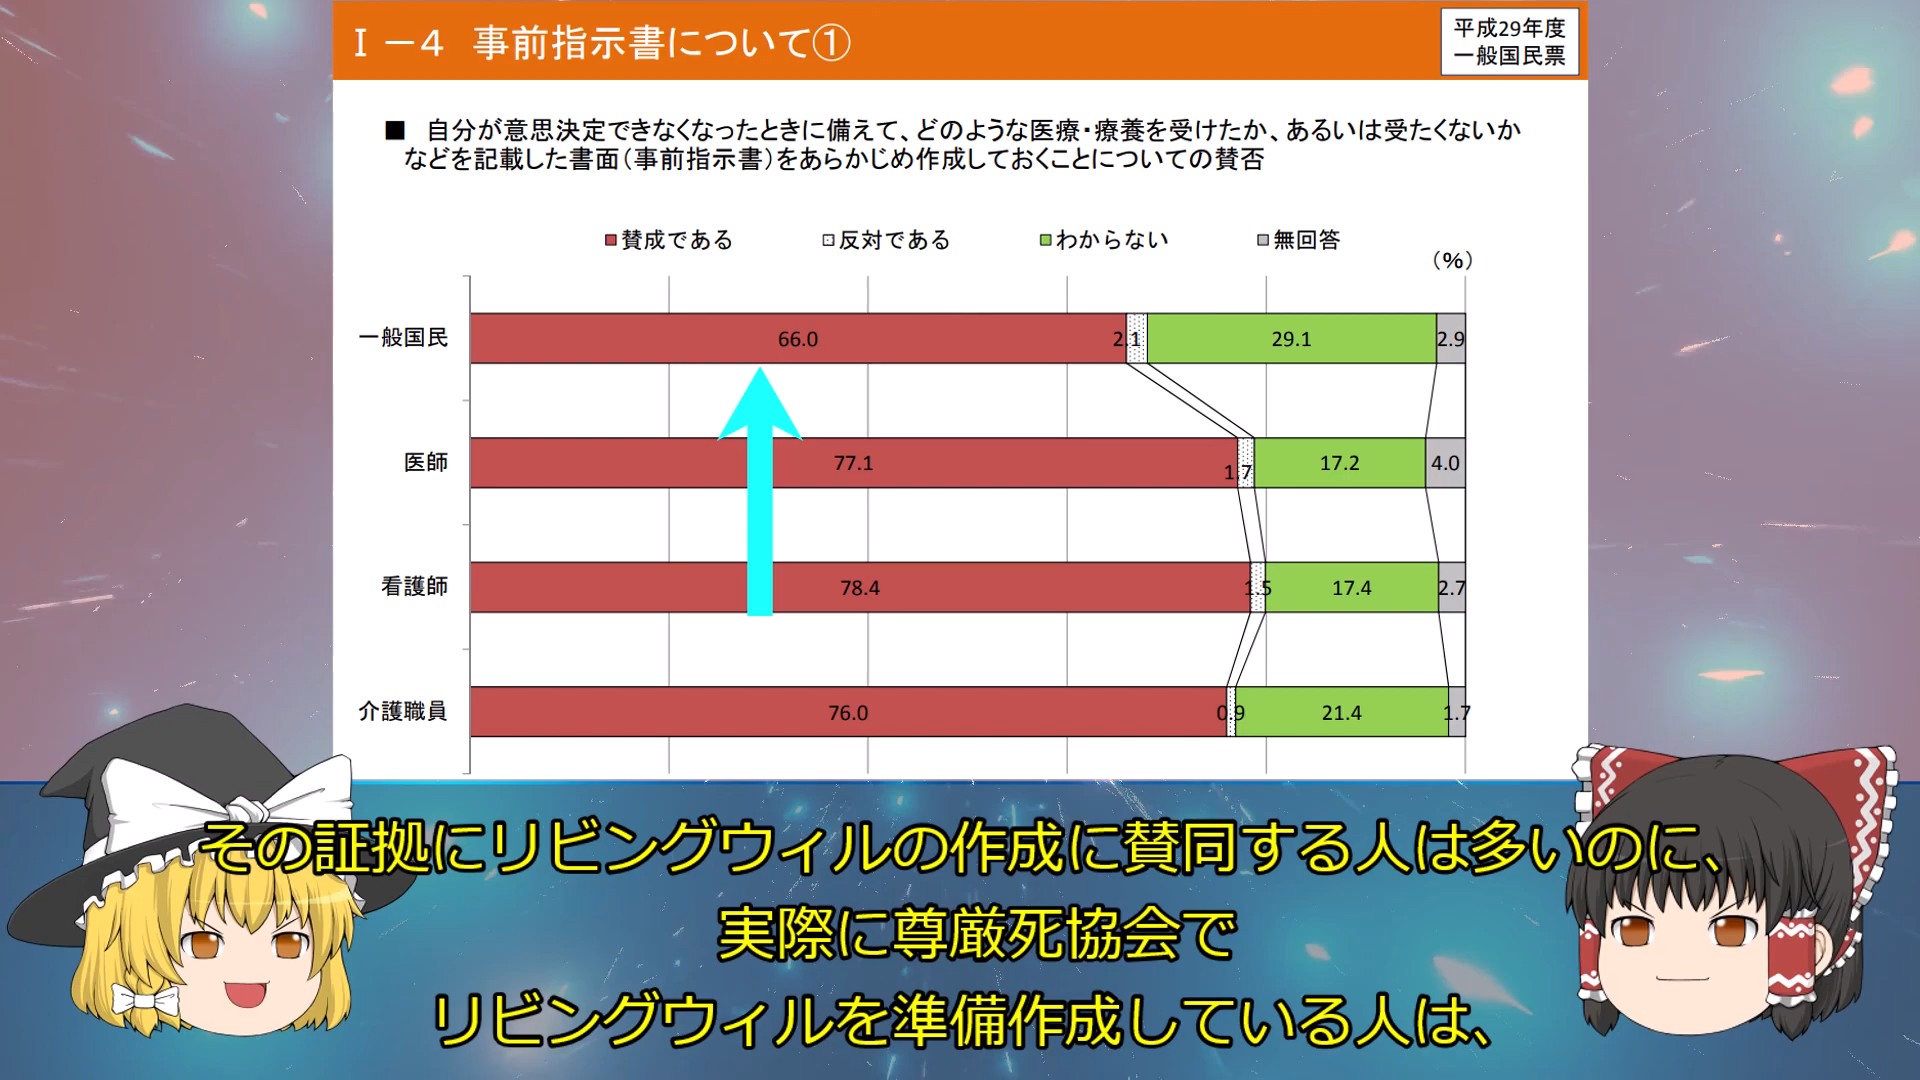 Ⅰ－４　事前指示書について①
平成29年度
一般国民票
■　自分が意思決定できなくなったときに備えて、どのような医療・療養を受けたか、あるいは受たくないか
などを記載した書面（事前指示書）をあらかじめ作成しておくことについての賛否
賛成である　反対である　わからない　無回答
（%）
一般国民　66.0　2.1　29.1　2.9
医師　77.1　1.7　17.2　4.0
看護師　78.4　1.5　17.4　2.7
介護職員　76.0　0.9　21.4　1.7
その証拠にリビングウィルの作成に賛同する人は多いのに、
実際に尊厳死協会で
リビングウィルを準備作成している人は、